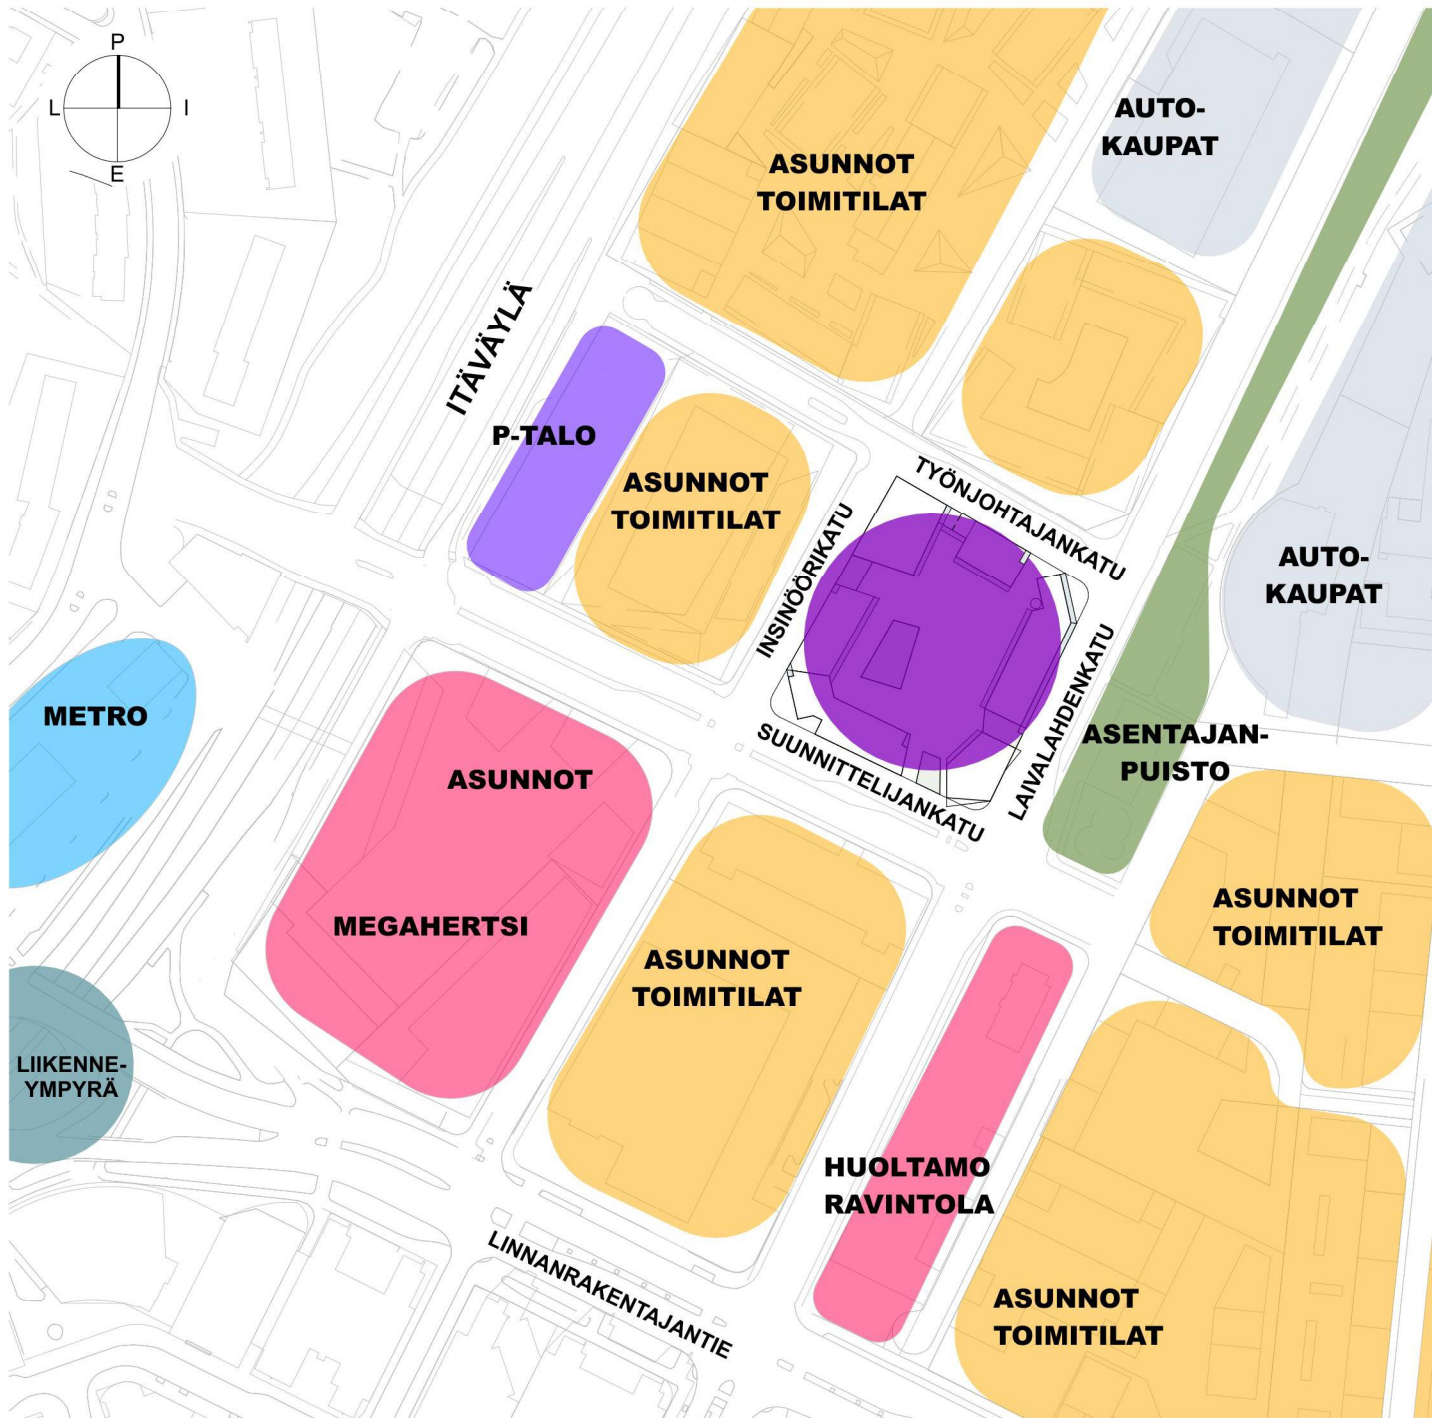 P
L
I
E
AUTO-
KAUPAT
ASUNNOT
TOIMITILAT
ITÄVÄYLÄ
P-TALO
ASUNNOT
TOIMITILAT
TYÖNJOHTAJANKATU
INSINÖÖRIKATU
AUTO-
KAUPAT
LAIVALAHDENKATU
SUUNNITTELIJANKATU
METRO
ASENTAJAN-
PUISTO
ASUNNOT
MEGAHERTSI
ASUNNOT
TOIMITILAT
ASUNNOT
TOIMITILAT
LIIKENNE-
YMPYRÄ
HUOLTAMO
RAVINTOLA
LINNANRAKENTAJANTIE
ASUNNOT
TOIMITILAT